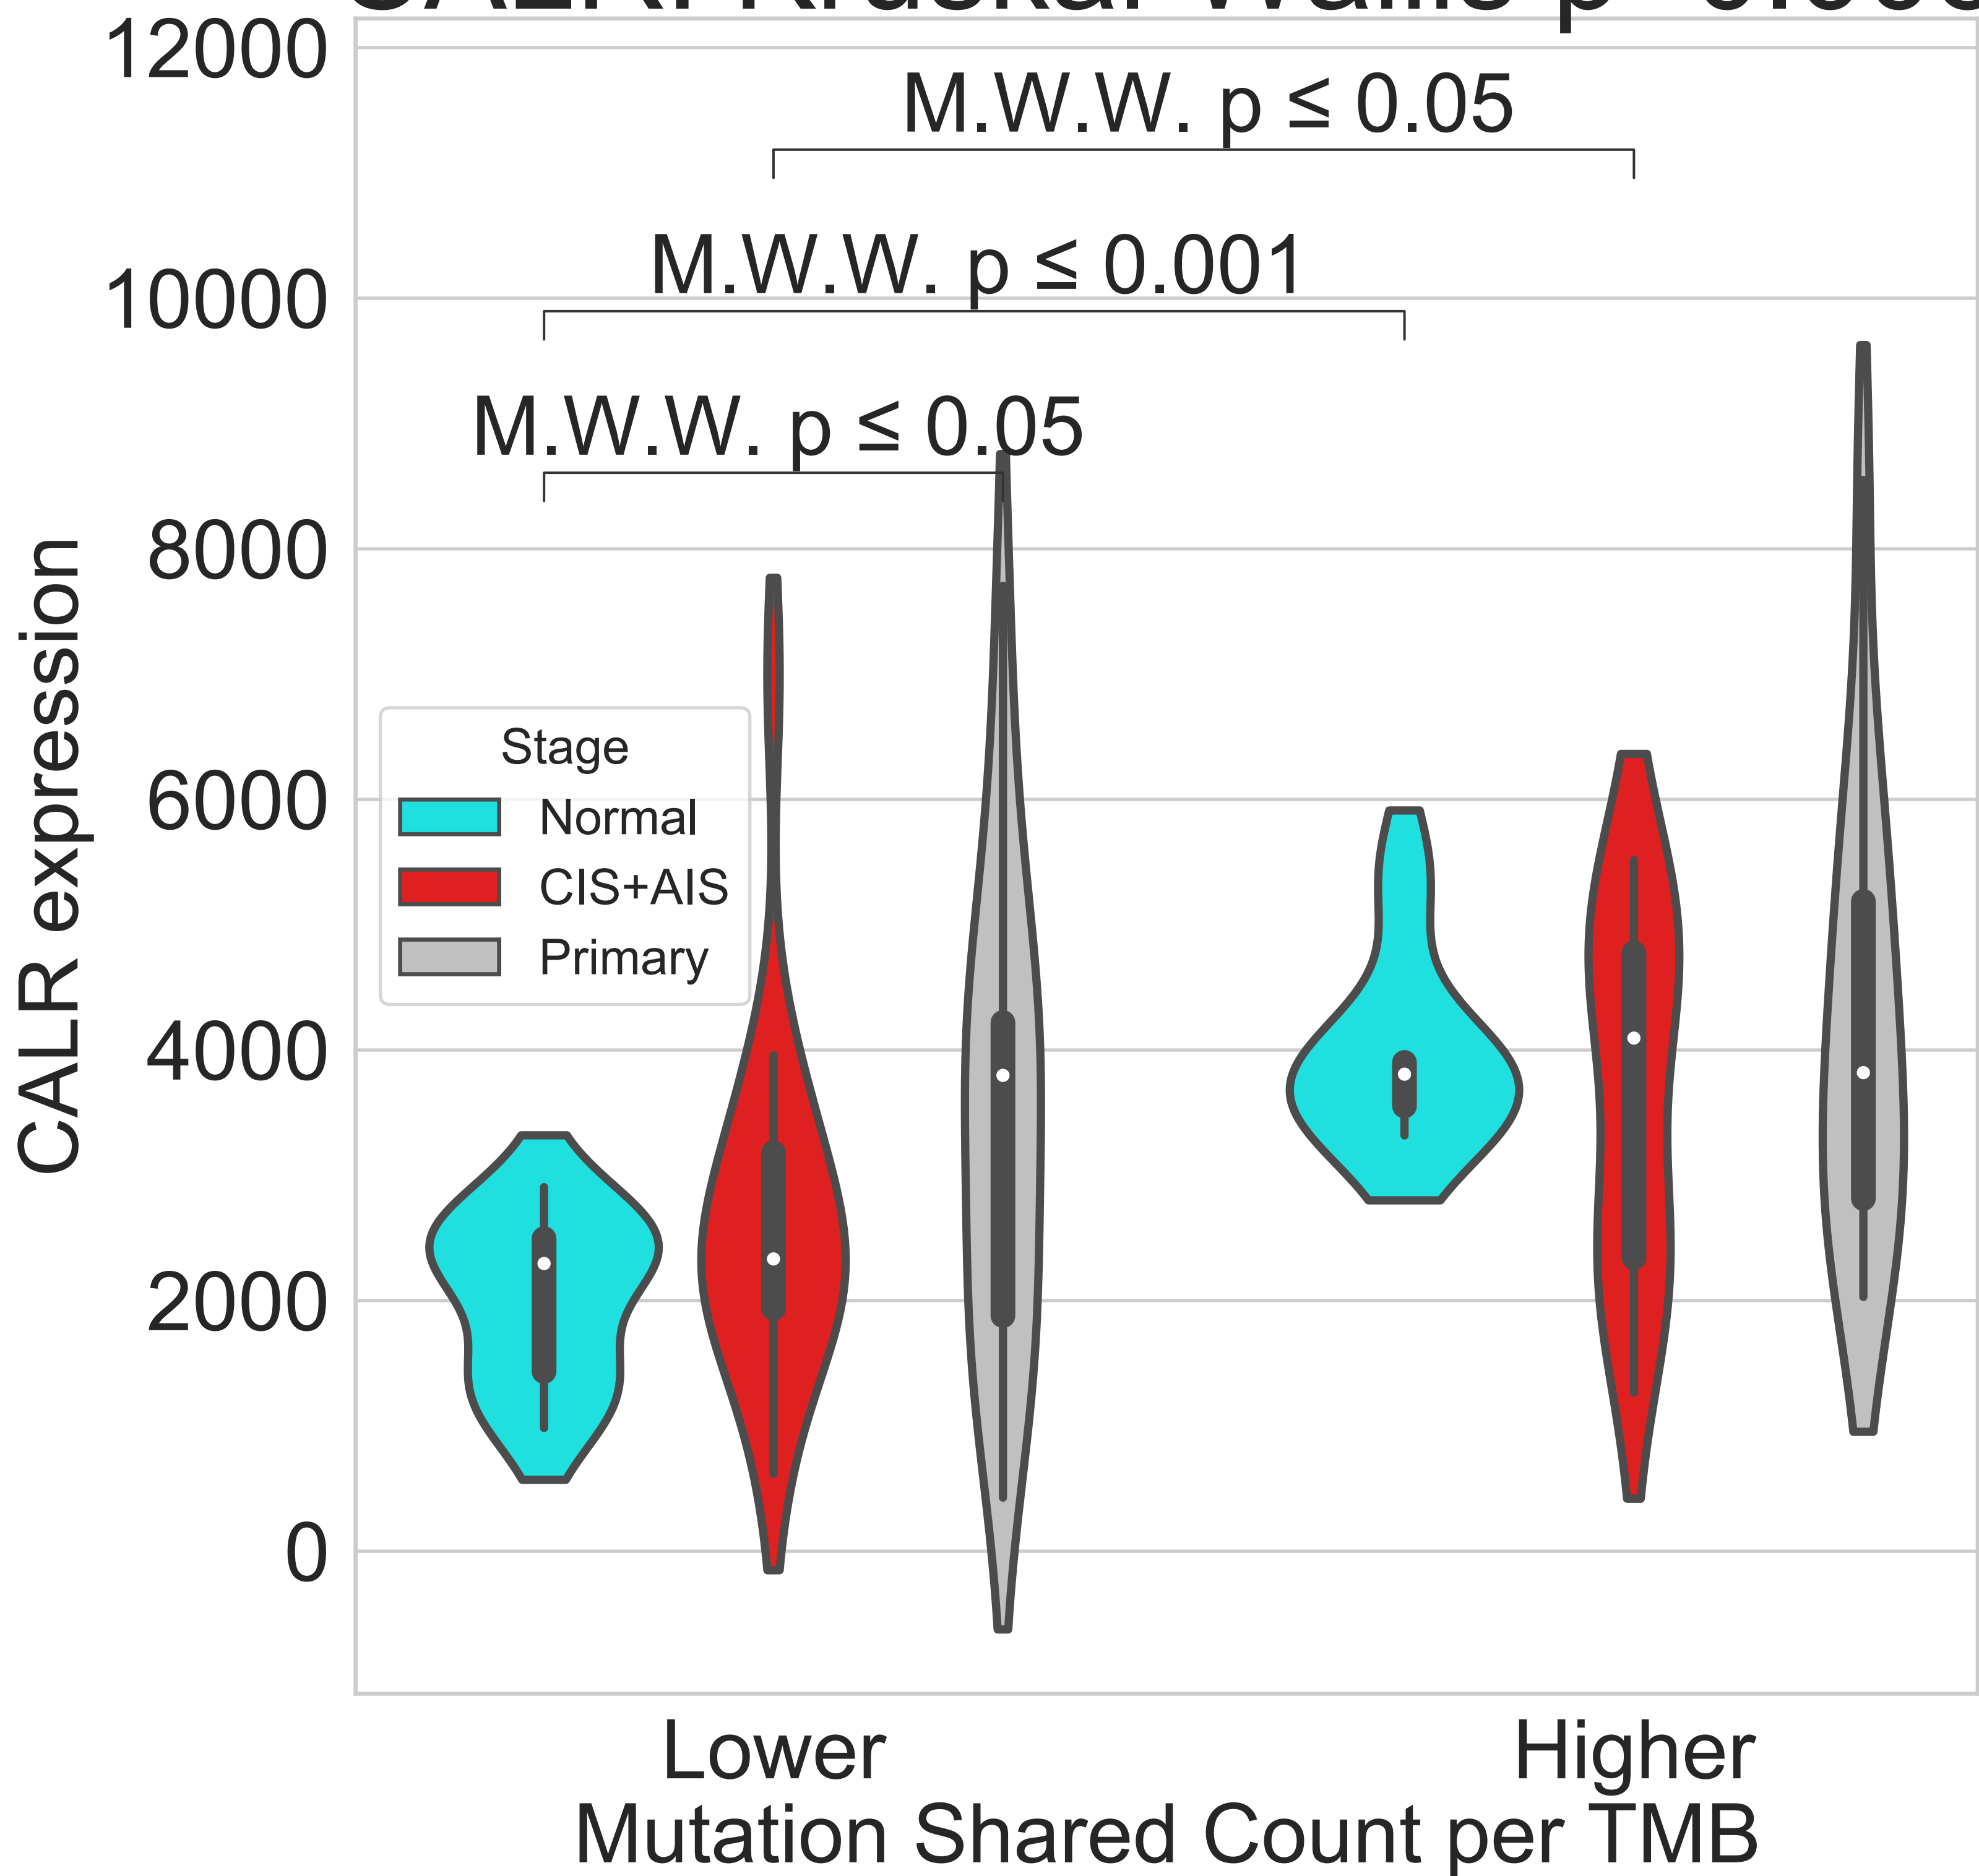 12000
M.W.W. p ≤ 0.05
10000
M.W.W. p ≤ 0.001
M.W.W. p ≤ 0.05
8000
6000
4000
2000
0
CALR expression
Stage
Normal
CIS+AIS
Primary
Lower
Higher
Mutation Shared Count per TMB